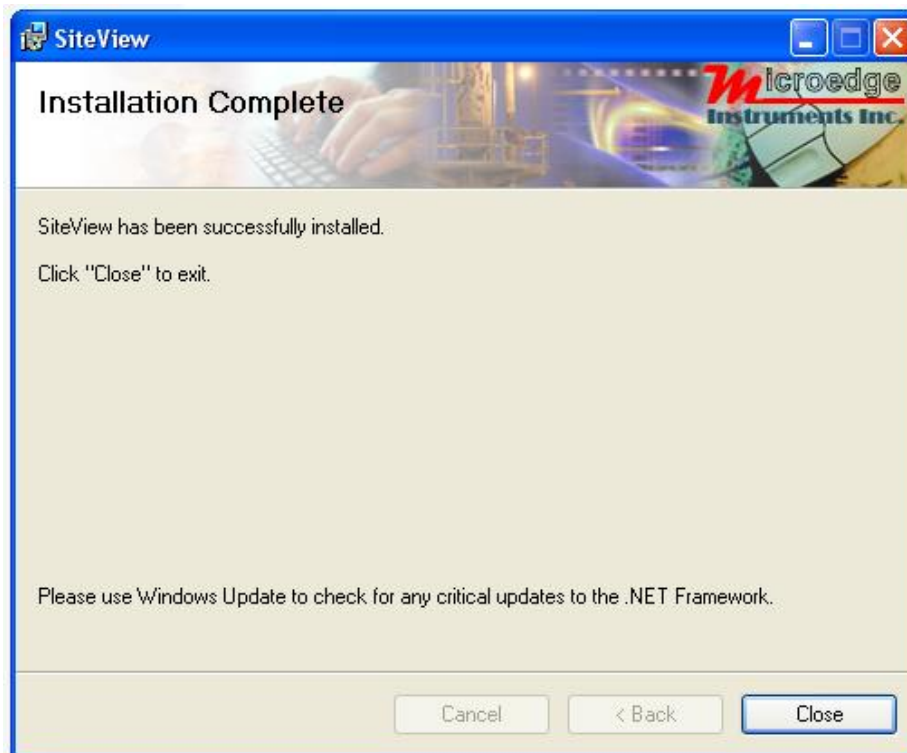 SiteView
Installation Complete
Microedge
Instruments Inc.
SiteView has been successfully installed.
Click "Close" to exit.
Please use Windows Update to check for any critical updates to the .NET Framework.
Cancel
< Back
Close